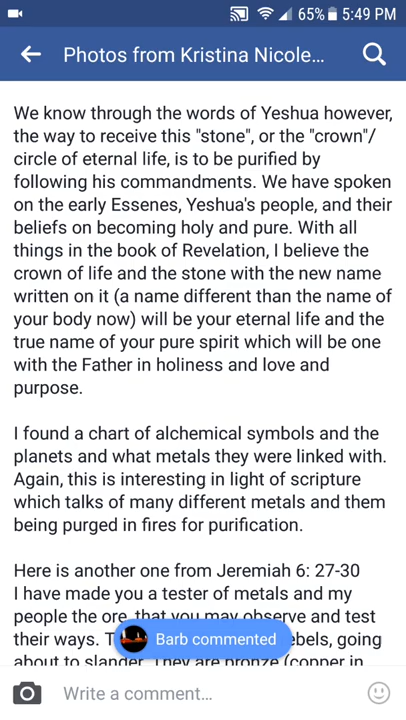 65% 5:49 PM
Photos from Kristina Nicole...
We know through the words of Yeshua however,
the way to receive this "stone", or the "crown"/
circle of eternal life, is to be purified by
following his commandments. We have spoken
on the early Essenes, Yeshua's people, and their
beliefs on becoming holy and pure. With all
things in the book of Revelation, I believe the
crown of life and the stone with the new name
written on it (a name different than the name of
your body now) will be your eternal life and the
true name of your pure spirit which will be one
with the Father in holiness and love and
purpose.
I found a chart of alchemical symbols and the
planets and what metals they were linked with.
Again, this is interesting in light of scripture
which talks of many different metals and them
being purged in fires for purification.
Here is another one from Jeremiah 6: 27-30
I have made you a tester of metals and my
people the ore, that you may observe and test
their ways. T
Barb commented
ebels, going
about to slander. They are bronze (copper in
Write a comment...